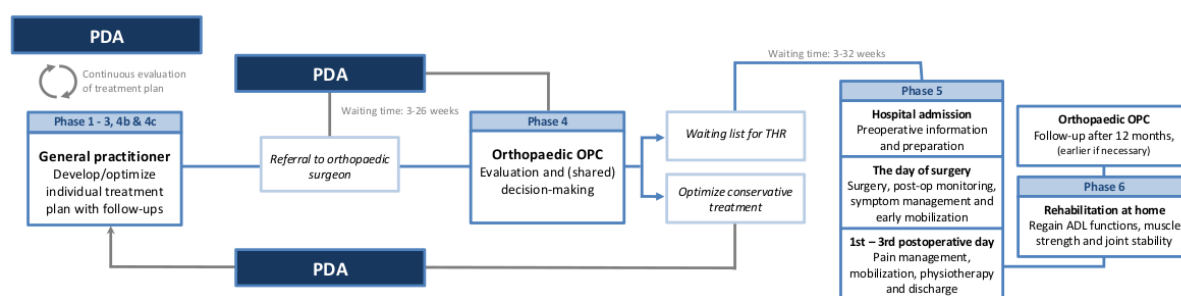 PDA
Continuous evaluation
of treatment plan
Phase 1 - 3, 4b & 4c
General practitioner
Develop/optimize
individual treatment
plan with follow-ups
PDA
Waiting time: 3-26 weeks
Referral to orthopaedic
surgeon
Phase 4
Orthopaedic OPC
Evaluation and (shared)
decision-making
PDA
Waiting list for THR
Optimize conservative
treatment
Waiting time: 3-32 weeks
Phase 5
Hospital admission
Preoperative information
and preparation
The day of surgery
Surgery, post-op monitoring,
symptom management and
early mobilization
1st – 3rd postoperative day
Pain management,
mobilization, physiotherapy
and discharge
Orthopaedic OPC
Follow-up after 12 months,
(earlier if necessary)
Phase 6
Rehabilitation at home
Regain ADL functions, muscle
strength and joint stability